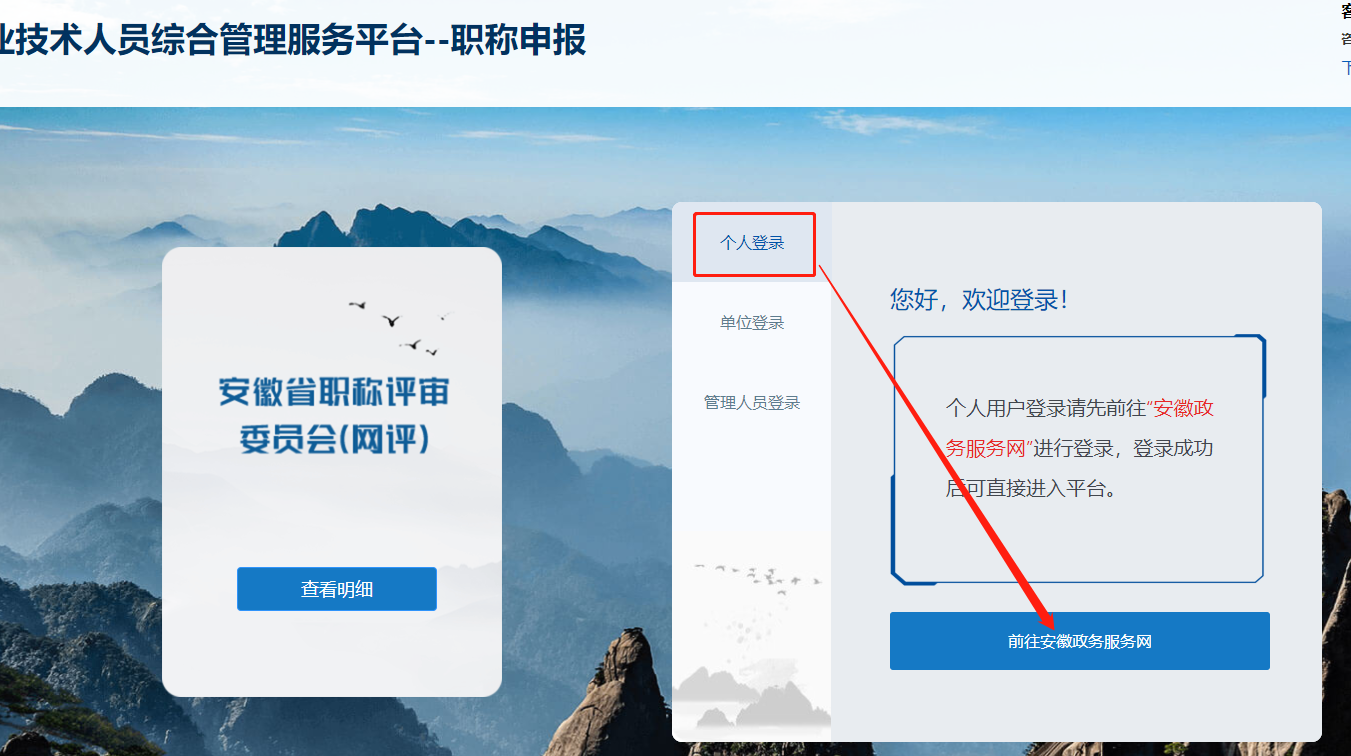 业技术人员综合管理服务平台--职称申报
客
咨
下
安徽省职称评审
委员会(网评)
查看明细
个人登录
单位登录
管理人员登录
您好，欢迎登录！
个人用户登录请先前往“安徽政
务服务网”进行登录，登录成功
后可直接进入平台。
前往安徽政务服务网